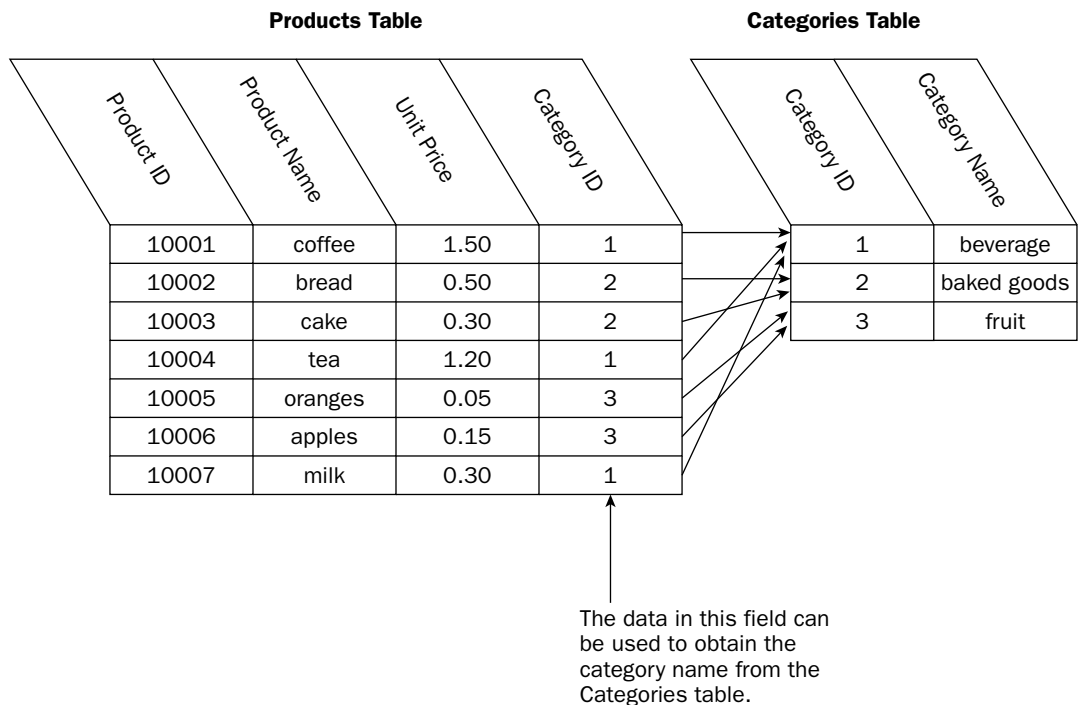 Products Table
Categories Table
Product ID Product Name Unit Price Category ID
Category ID Category Name
10001 coffee 1.50 1
10002 bread 0.50 2
10003 cake 0.30 2
10004 tea 1.20 1
10005 oranges 0.05 3
10006 apples 0.15 3
10007 milk 0.30 1
1 beverage
2 baked goods
3 fruit
The data in this field can
be used to obtain the
category name from the
Categories table.